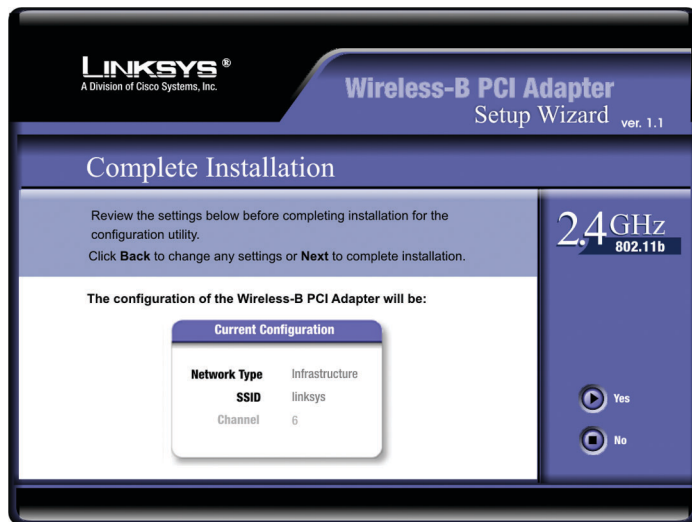 LINKSYS®
A Division of Cisco Systems, Inc.
Wireless-B PCI Adapter
Setup Wizard ver. 1.1
Complete Installation
Review the settings below before completing installation for the
configuration utility.
Click Back to change any settings or Next to complete installation.
2.4GHz
802.11b
The configuration of the Wireless-B PCI Adapter will be:
Current Configuration
Network Type Infrastructure
SSID linksys
Channel 6
Yes
No